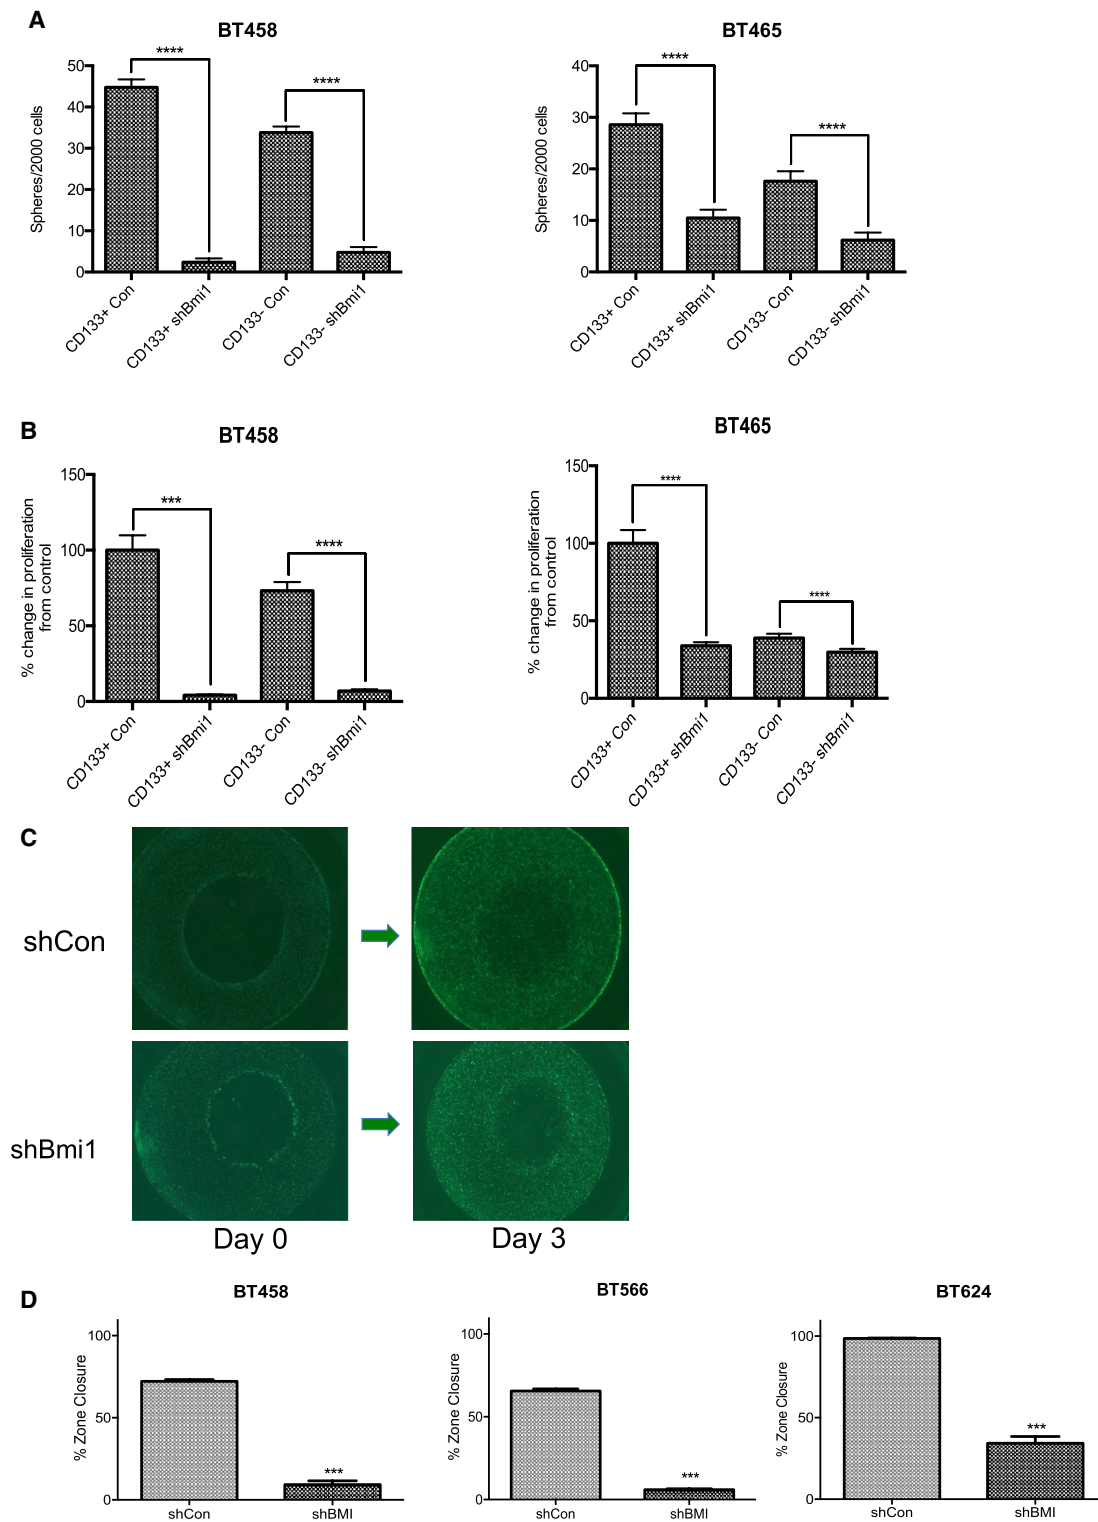 A
BT458
Spheres/2000 cells
50
40
30
20
10
0
****
****
CD133+ Con
CD133+ shBmi1
CD133- Con
CD133- shBmi1
BT465
Spheres/2000 cells
40
30
20
10
0
****
****
CD133+ Con
CD133+ shBmi1
CD133- Con
CD133- shBmi1
B
BT458
% change in proliferation
from control
150
100
50
0
***
****
CD133+ Con
CD133+ shBmi1
CD133- Con
CD133- shBmi1
BT465
% change in proliferation
from control
150
100
50
0
****
****
CD133+ Con
CD133+ shBmi1
CD133- Con
CD133- shBmi1
C
shCon
shBmi1
Day 0
Day 3
D
BT458
% Zone Closure
100
50
0
***
shCon
shBMI
BT566
% Zone Closure
100
50
0
***
shCon
shBMI
BT624
% Zone Closure
100
50
0
***
shCon
shBMI